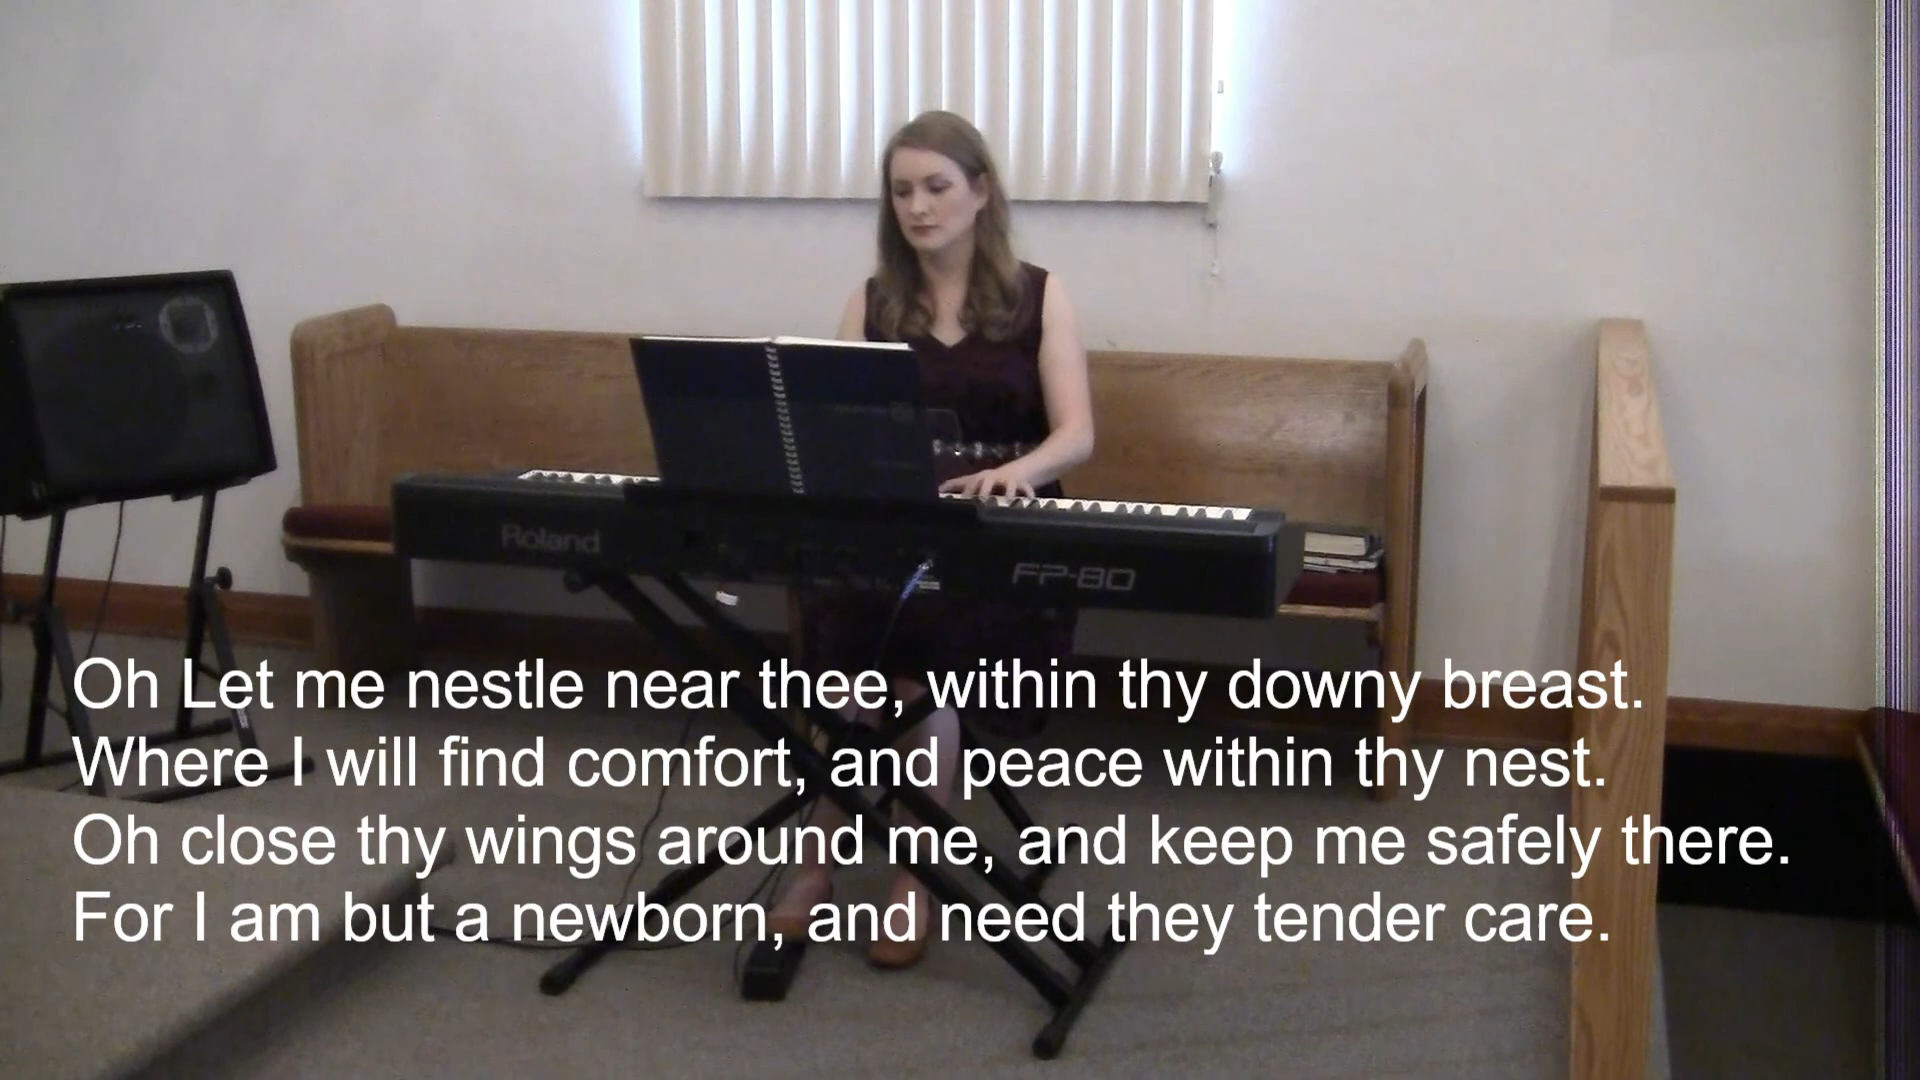 Roland
FP-80
Oh Let me nestle near thee, within thy downy breast.
Where I will find comfort, and peace within thy nest.
Oh close thy wings around me, and keep me safely there.
For I am but a newborn, and need they tender care.